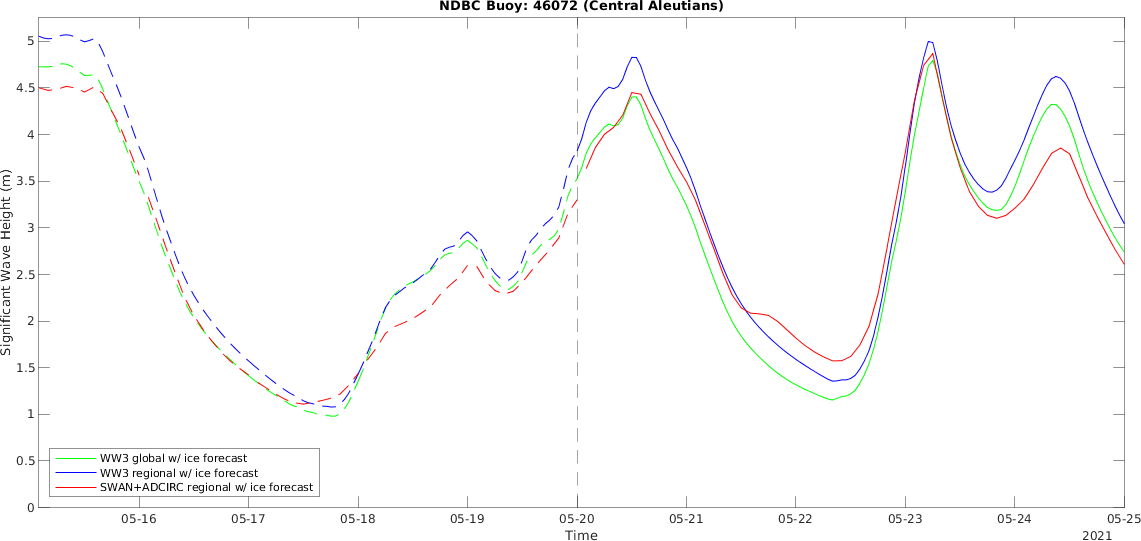 NDBC Buoy: 46072 (Central Aleutians)
Significant Wave Height (m)
5
4.5
4
3.5
3
2.5
2
1.5
1
0.5
0
WW3 global w/ ice forecast
WW3 regional w/ ice forecast
SWAN+ADCIRC regional w/ ice forecast
05-16 05-17 05-18 05-19 05-20 05-21 05-22 05-23 05-24 05-25
Time
2021